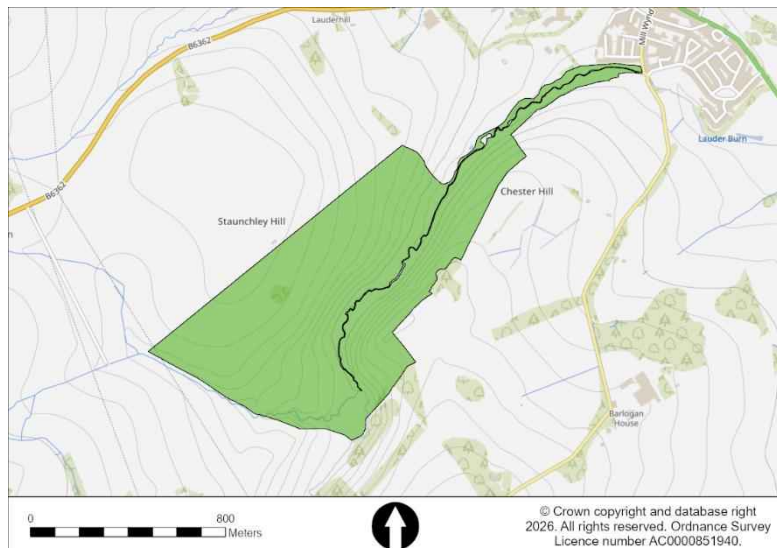 Lauderhill
B6362
Mill Wynd
Lauder Burn
Chester Hill
Staunchley Hill
B6362
n
Barlogan
House
0
800
Meters
© Crown copyright and database right
2026. All rights reserved. Ordnance Survey
Licence number AC0000851940.